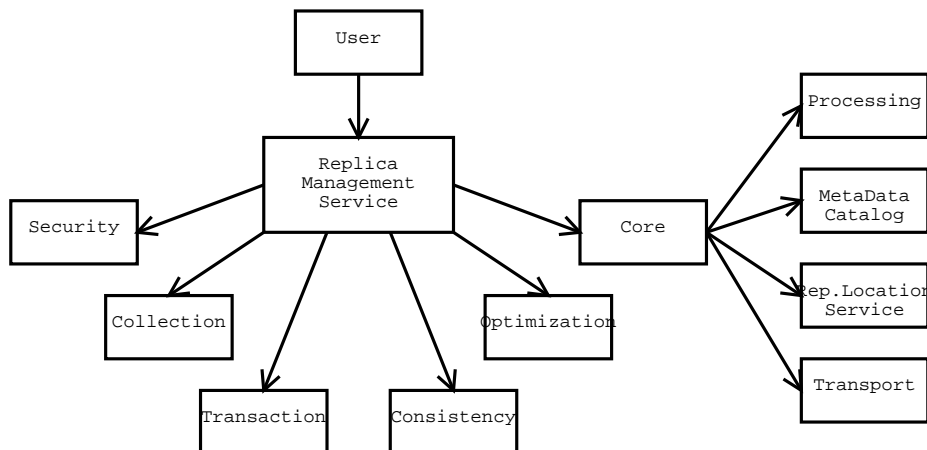 User
Processing
Replica
Management
Service
MetaData
Catalog
Security
Core
Rep.Location
Service
Collection
Optimization
Transport
Transaction
Consistency